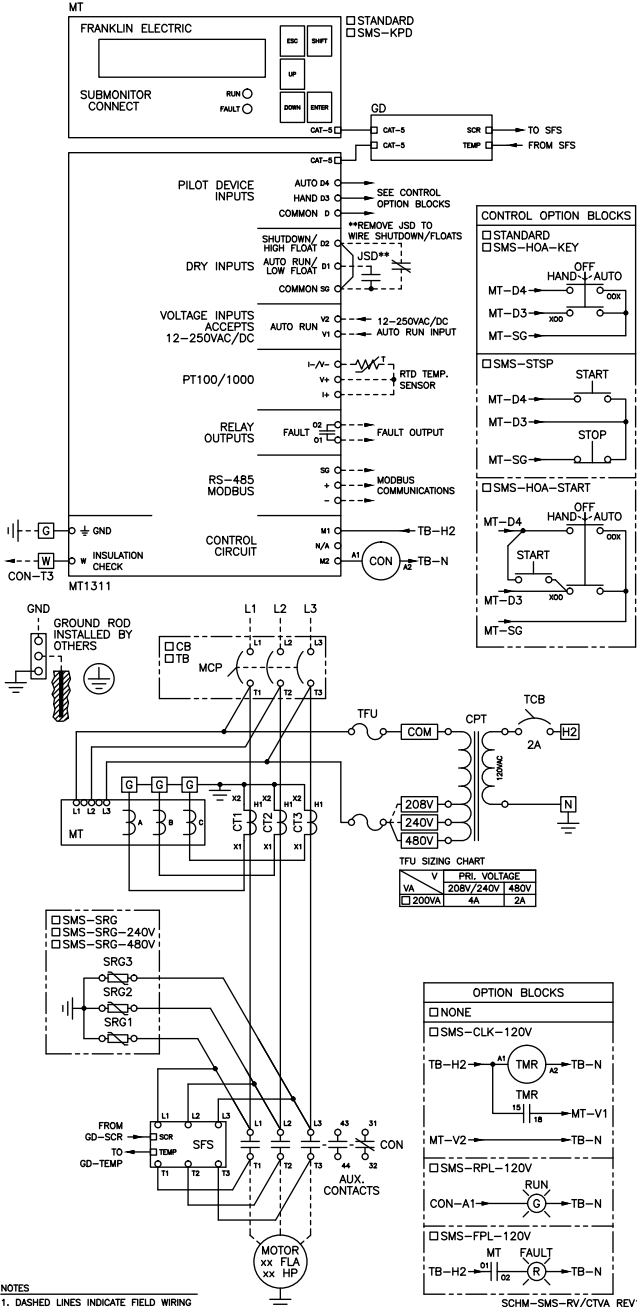 MT
FRANKLIN ELECTRIC
☐ STANDARD
☐ SMS-KPD
ESC SHIFT
UP
DOWN ENTER
SUBMONITOR
CONNECT
RUN
FAULT
CAT-5
GD
CAT-5 SCR TO SFS
CAT-5 TEMP FROM SFS
CAT-5
PILOT DEVICE
INPUTS
AUTO D4
HAND D3
COMMON D
SEE CONTROL
OPTION BLOCKS
**REMOVE JSD TO
WIRE SHUTDOWN/FLOATS
DRY INPUTS
SHUTDOWN/
HIGH FLOAT D2
AUTO RUN/
LOW FLOAT D1
COMMON SG
JSD**
VOLTAGE INPUTS
ACCEPTS
12-250VAC/DC
AUTO RUN
V2 12-250VAC/DC
V1 AUTO RUN INPUT
PT100/1000
I-/V-
V+
I+
T
RTD TEMP.
SENSOR
RELAY
OUTPUTS
FAULT
02
01
FAULT OUTPUT
RS-485
MODBUS
SG
+
-
MODBUS
COMMUNICATIONS
CONTROL
CIRCUIT
M1 TB-H2
N/A
M2 A1 CON A2 TB-N
G GND
W W INSULATION
CHECK
CON-T3
MT1311
CONTROL OPTION BLOCKS
☐ STANDARD
☐ SMS-HOA-KEY
OFF
HAND AUTO
MT-D4 OOX
MT-D3 XOO
MT-SG
☐ SMS-STSP
START
MT-D4
MT-D3
STOP
MT-SG
☐ SMS-HOA-START
OFF
HAND AUTO
MT-D4 OOX
START
XOO
MT-D3
MT-SG
GND
GROUND ROD
INSTALLED BY
OTHERS
L1 L2 L3
☐ CB
☐ TB
MCP
L1 L2 L3
T1 T2 T3
TFU
COM
CPT
120VAC
TCB
2A
H2
N
208V
240V
480V
G G G
L1 L2 L3
MT
A B C
X2 H1 X2 H1 X2 H1
CT1 CT2 CT3
X1 X1 X1
TFU SIZING CHART
V PRI. VOLTAGE
VA 208V/240V 480V
☐ 200VA 4A 2A
☐ SMS-SRG
☐ SMS-SRG-240V
☐ SMS-SRG-480V
SRG3
SRG2
SRG1
L1 L2 L3
FROM
GD-SCR SCR
TO TEMP
GD-TEMP
SFS
T1 T2 T3
L1 L2 L3 43 31
CON
T1 T2 T3 44 32
AUX.
CONTACTS
MOTOR
xx FLA
xx HP
OPTION BLOCKS
☐ NONE
☐ SMS-CLK-120V
TB-H2 A1 TMR A2 TB-N
TMR
15 18 MT-V1
MT-V2 TB-N
☐ SMS-RPL-120V
RUN
CON-A1 G TB-N
☐ SMS-FPL-120V
MT FAULT
TB-H2 01 02 R TB-N
NOTES
1. DASHED LINES INDICATE FIELD WIRING
SCHM-SMS-RV/CTVA REV